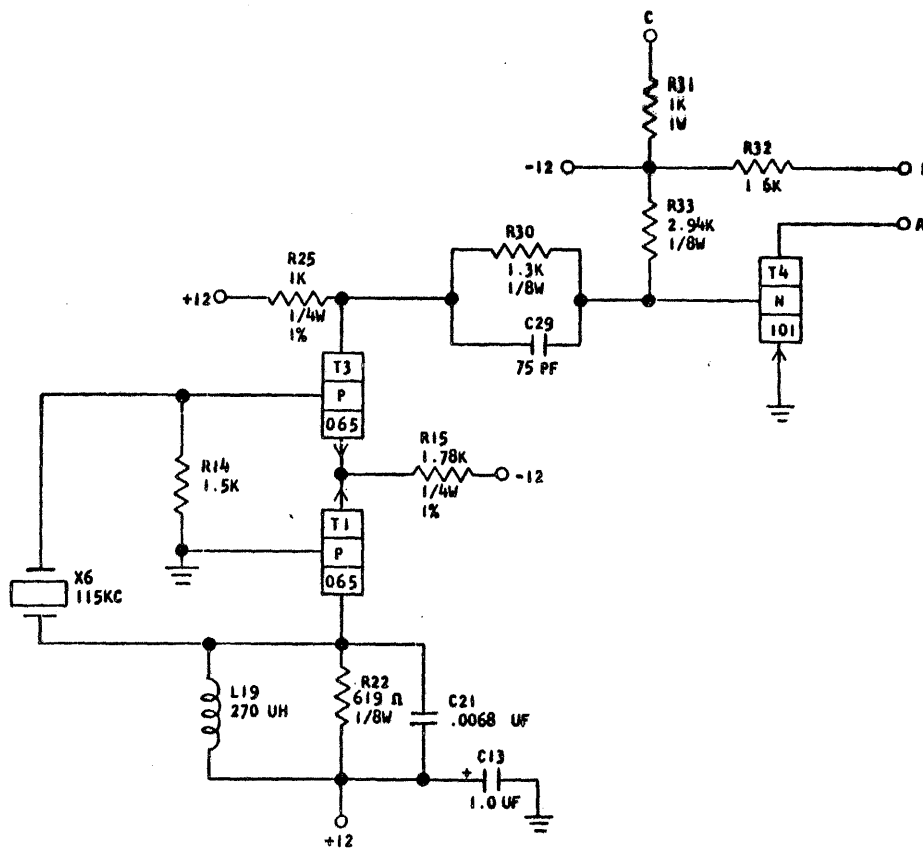 C
R31
1K
1W
-12
R32
1 6K
R33
2.94K
1/8W
A
T4
N
101
R30
1.3K
1/8W
C29
75 PF
R25
1K
+12
1/4W
1%
T3
P
065
R14
1.5K
R15
1.78K
-12
1/4W
1%
T1
P
065
X6
115KC
L19
270 UH
R22
619 Ω
1/8W
C21
.0068 UF
C13
+
1.0 UF
+12